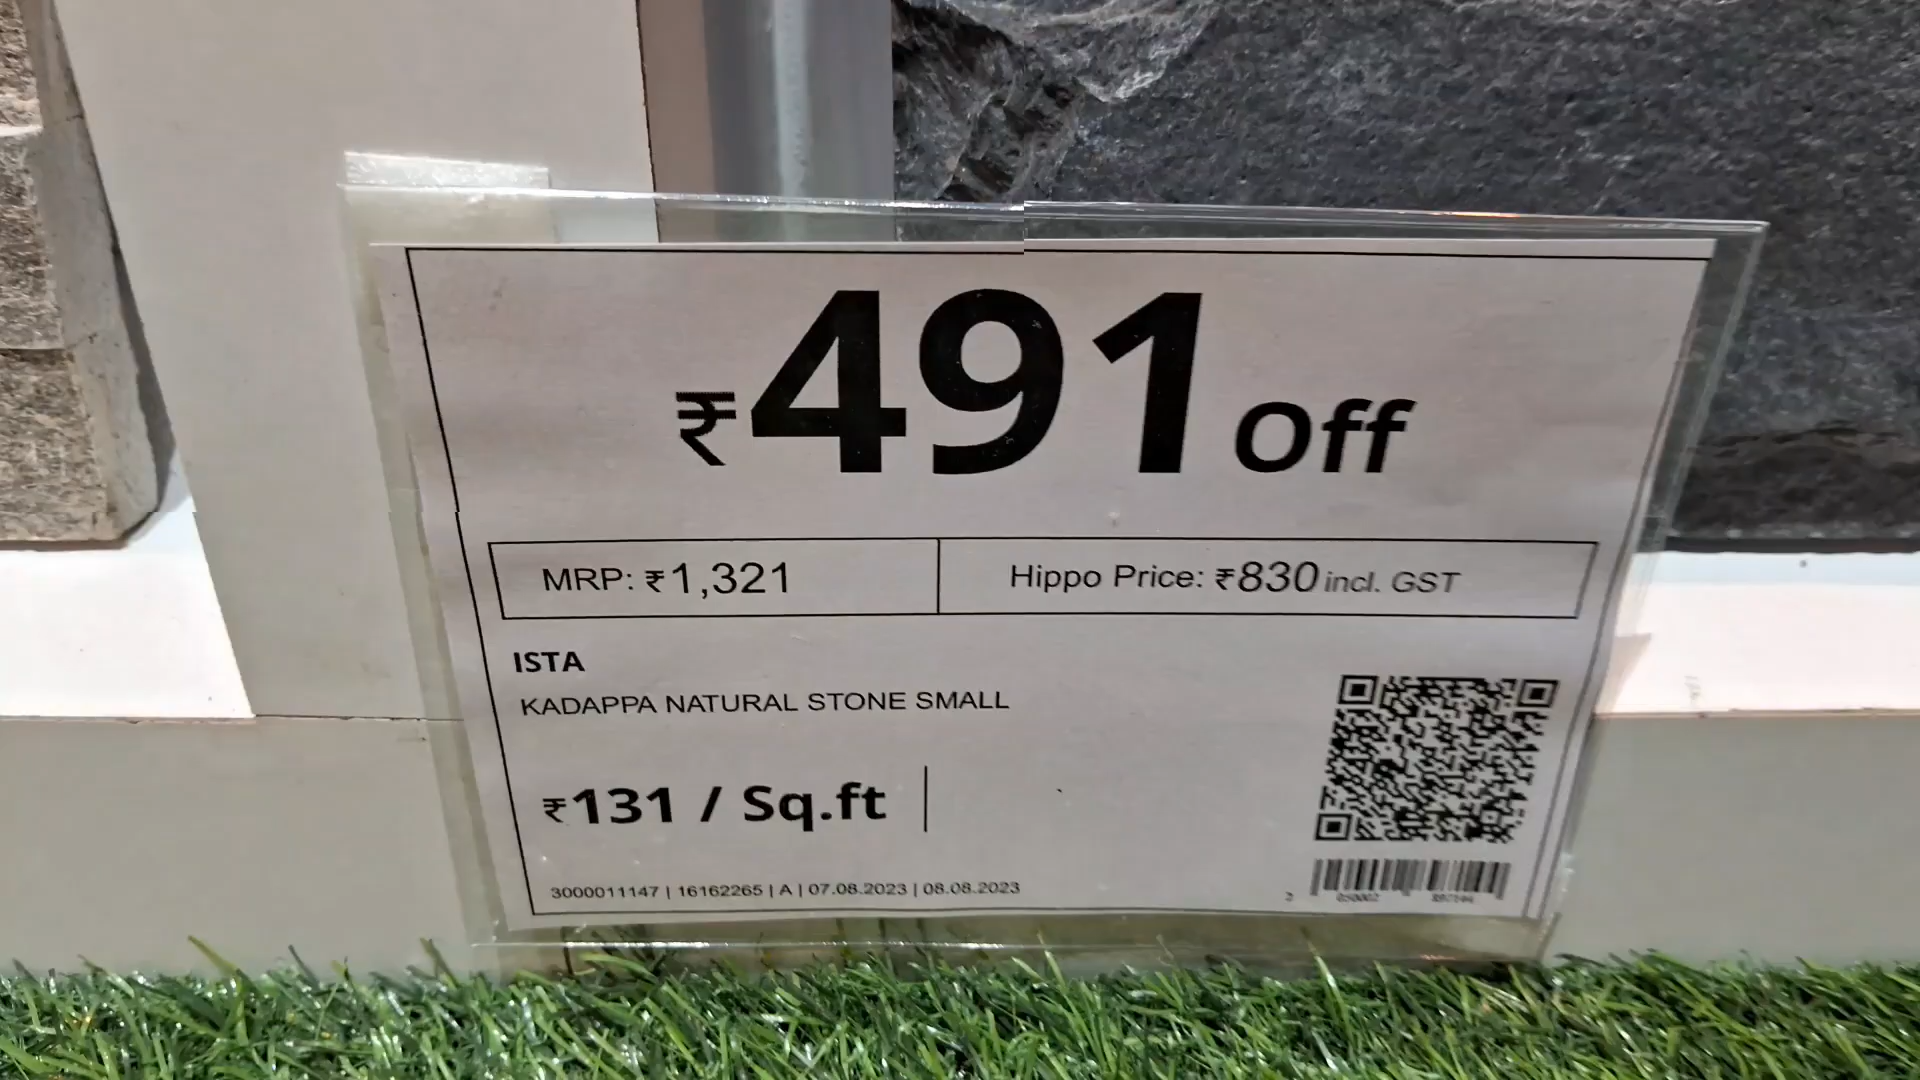 ₹491 Off
MRP: ₹1,321
Hippo Price: ₹830 incl. GST
ISTA
KADAPPA NATURAL STONE SMALL
₹131 / Sq.ft
3000011147 | 16162265 | A | 07.08.2023 | 08.08.2023